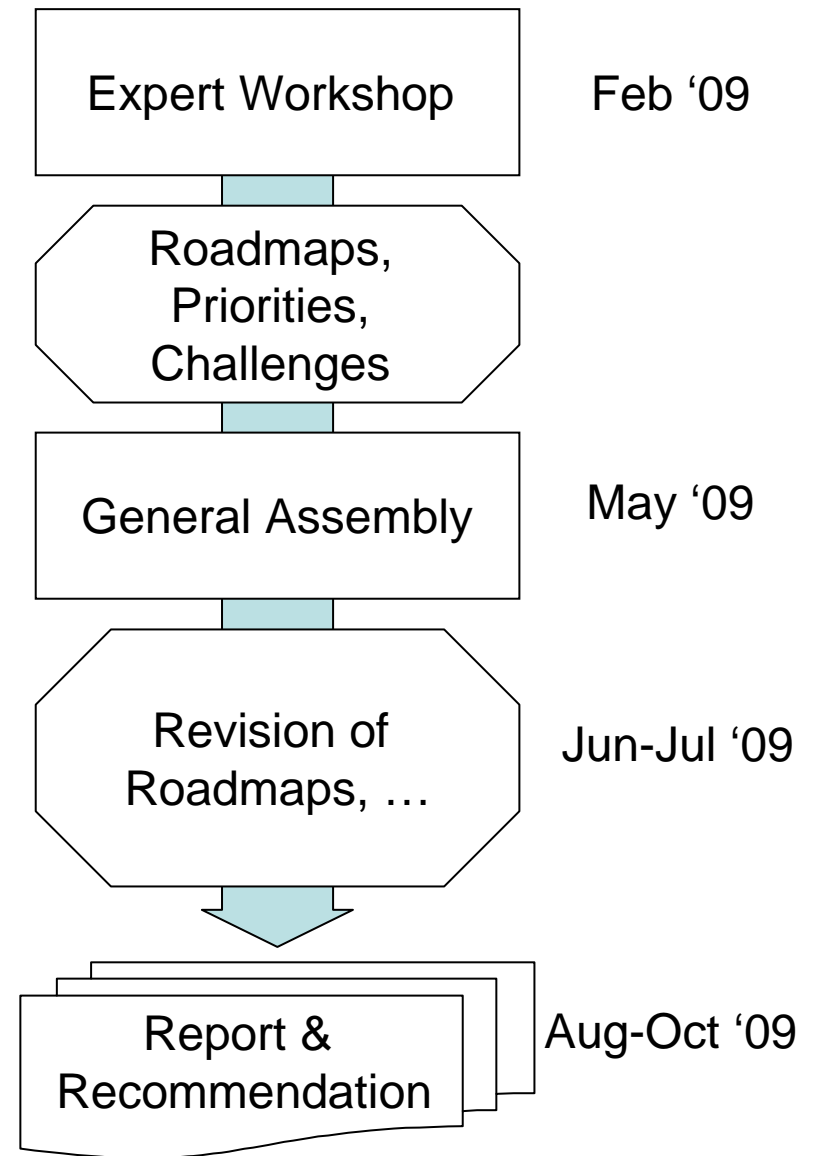 Expert Workshop
Feb ‘09
Roadmaps,
Priorities,
Challenges
General Assembly
May ‘09
Revision of
Roadmaps, …
Jun-Jul ‘09
Report &
Recommendation
Aug-Oct ‘09